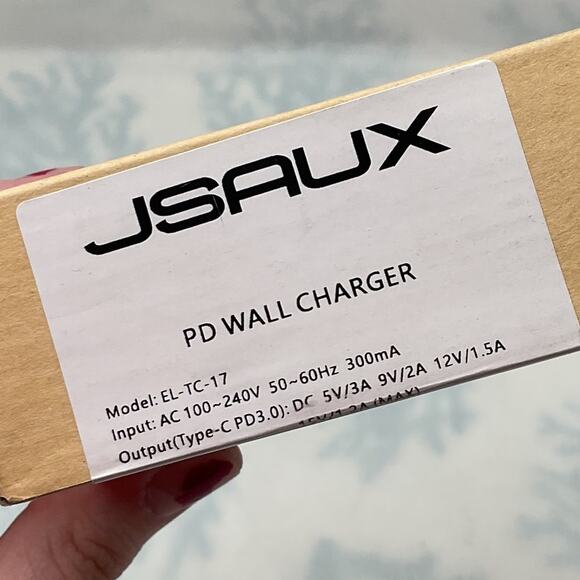 JSAUX
PD WALL CHARGER
Model: EL-TC-17
Input: AC 100~240V 50~60Hz 300mA
Output(Type-C PD3.0): DC 5V/3A 9V/2A 12V/1.5A
(MAX)